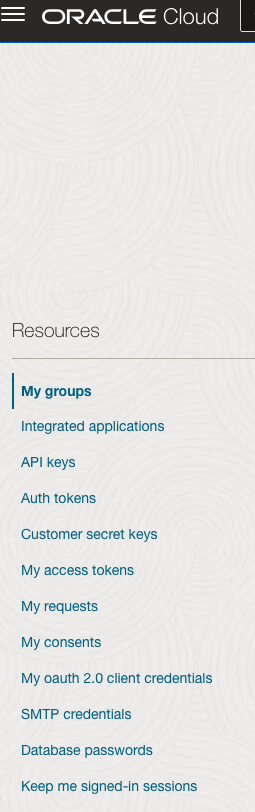 ORACLE Cloud
Resources
My groups
Integrated applications
API keys
Auth tokens
Customer secret keys
My access tokens
My requests
My consents
My oauth 2.0 client credentials
SMTP credentials
Database passwords
Keep me signed-in sessions